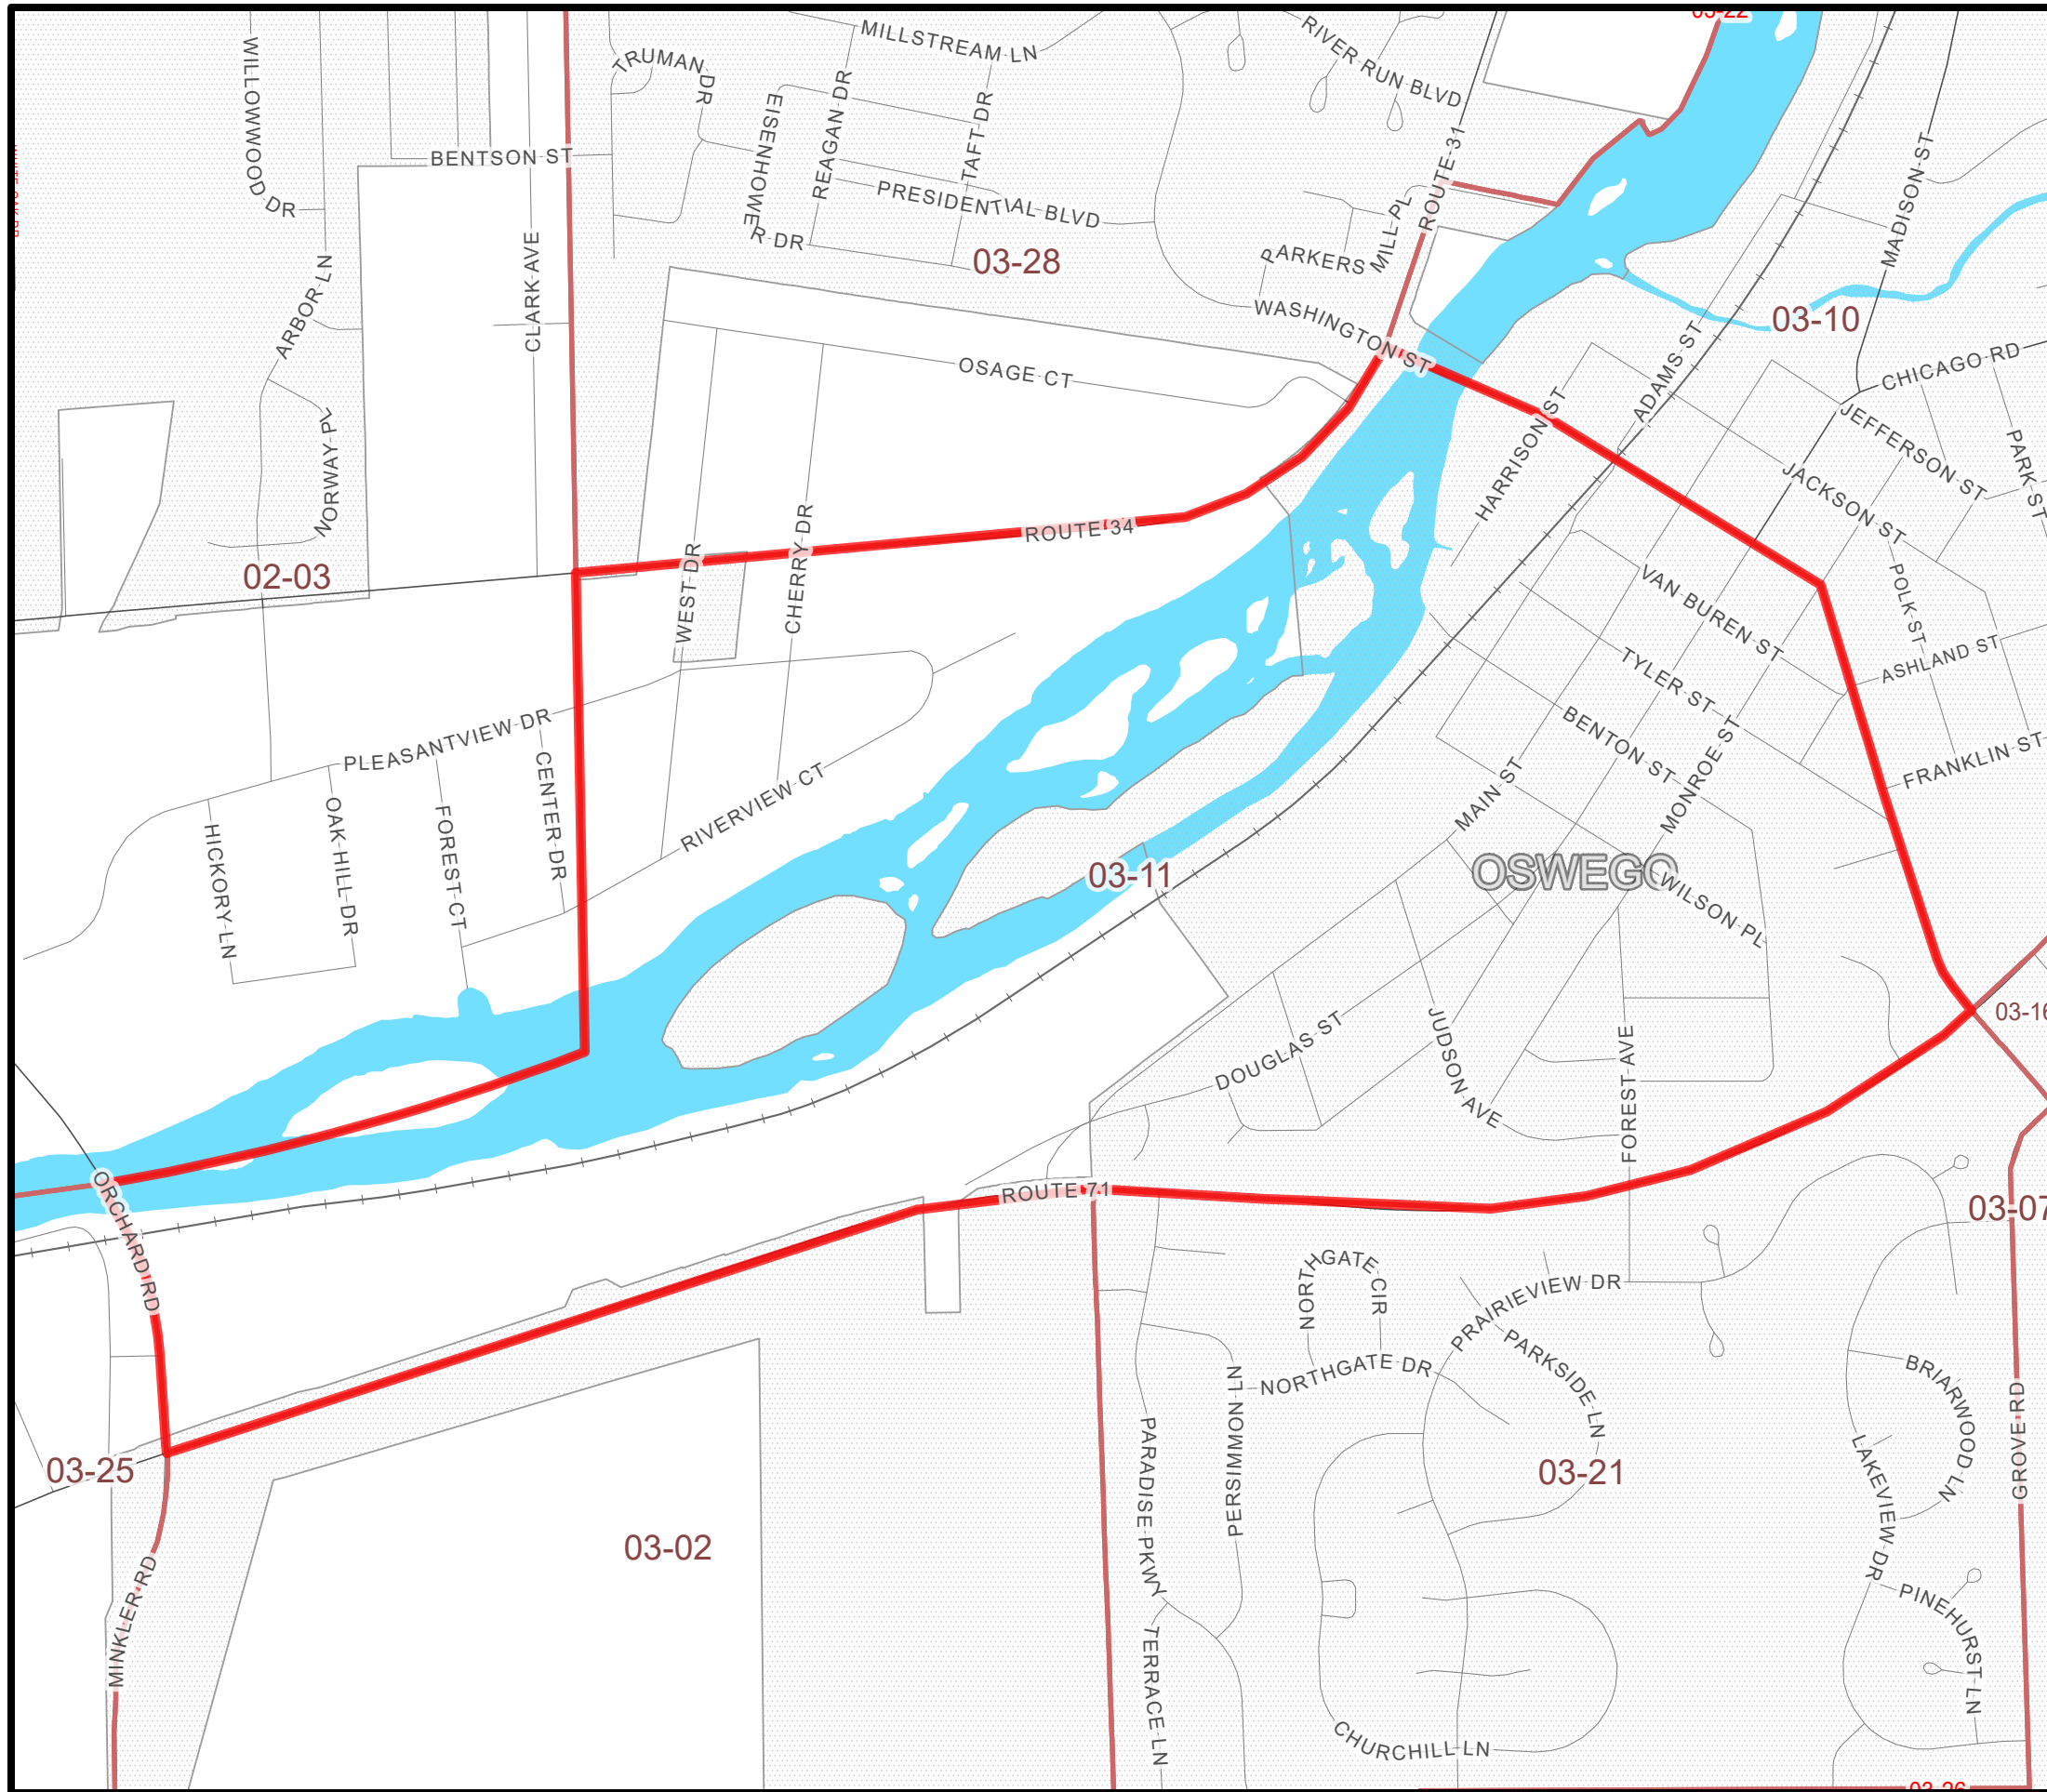 03-22
MILLSTREAM LN
RIVER RUN BLVD
WILLOWWOOD DR
TRUMAN DR
EISENHOWER DR
REAGAN DR
TAFT DR
PRESIDENTIAL BLVD
ROUTE 31
MADISON ST
BENTSON ST
CLARK AVE
ARBOR LN
NORWAY PL
03-28
PARKERS MILL PL
WASHINGTON ST
03-10
ADAMS ST
CHICAGO RD
OSAGE CT
HARRISON ST
JEFFERSON ST
JACKSON ST
PARK ST
02-03
ROUTE 34
WEST DR
CHERRY DR
VAN BUREN ST
POLK ST
ASHLAND ST
TYLER ST
BENTON ST
FRANKLIN ST
PLEASANTVIEW DR
CENTER DR
RIVERVIEW CT
MAIN ST
MONROE ST
HICKORY LN
OAK HILL DR
FOREST CT
03-11
OSWEGO
WILSON PL
03-16
DOUGLAS ST
JUDSON AVE
FOREST AVE
ORCHARD RD
ROUTE 71
03-07
NORTHGATE CIR
PRAIRIEVIEW DR
PARKSIDE LN
NORTHGATE DR
PERSIMMON LN
PARADISE PKWY
BRIARWOOD LN
LAKEVIEW DR
GROVE RD
03-25
03-21
03-02
MINKLER RD
PINEHURST LN
TERRACE LN
CHURCHILL LN
03-26